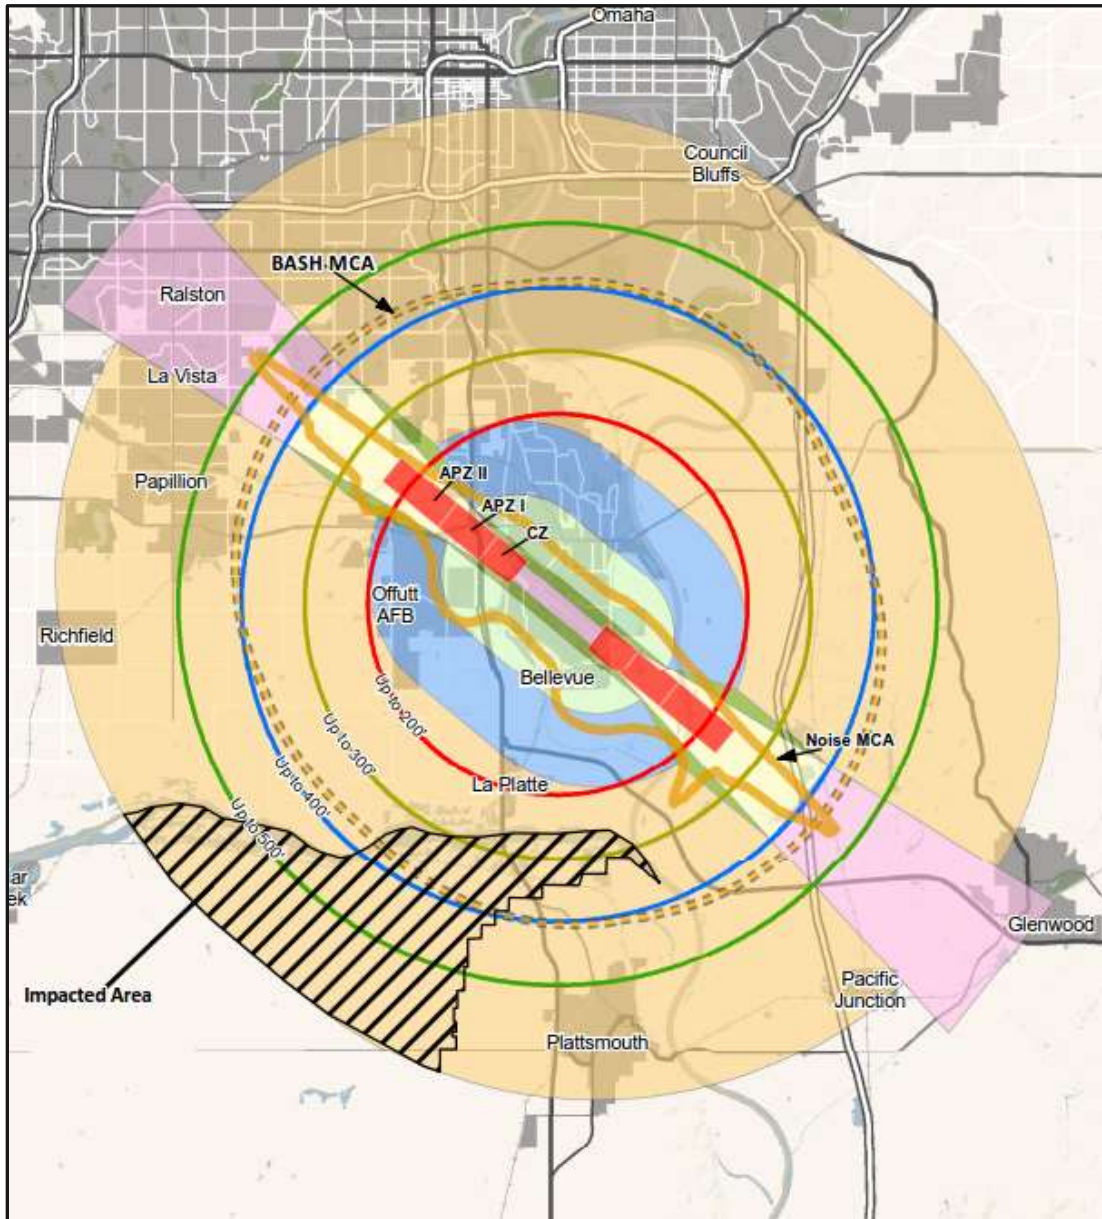 Omaha
Council
Bluffs
BASH MCA
Ralston
La Vista
Papillion
APZ II
APZ I
CZ
Offutt
AFB
Richfield
Bellevue
Up to 200'
Up to 300'
Noise MCA
Up to 400'
La Platte
Up to 500'
ar
ek
Glenwood
Impacted Area
Pacific
Junction
Plattsmouth